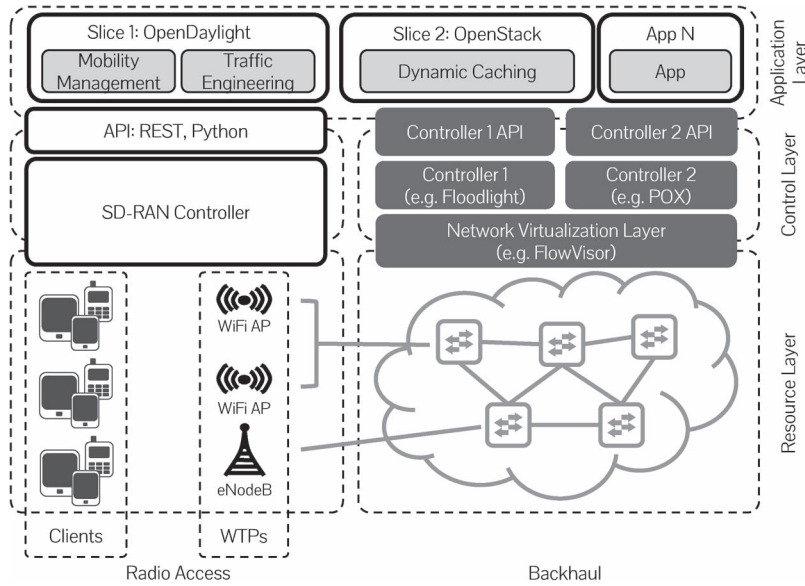 Slice 1: OpenDaylight
Mobility
Management
Traffic
Engineering
Slice 2: OpenStack
Dynamic Caching
App N
App
Application
Layer
API: REST, Python
SD-RAN Controller
Controller 1 API
Controller 2 API
Controller 1
(e.g. Floodlight)
Controller 2
(e.g. POX)
Network Virtualization Layer
(e.g. FlowVisor)
Control Layer
WiFi AP
WiFi AP
eNodeB
Resource Layer
Clients
WTPs
Radio Access
Backhaul